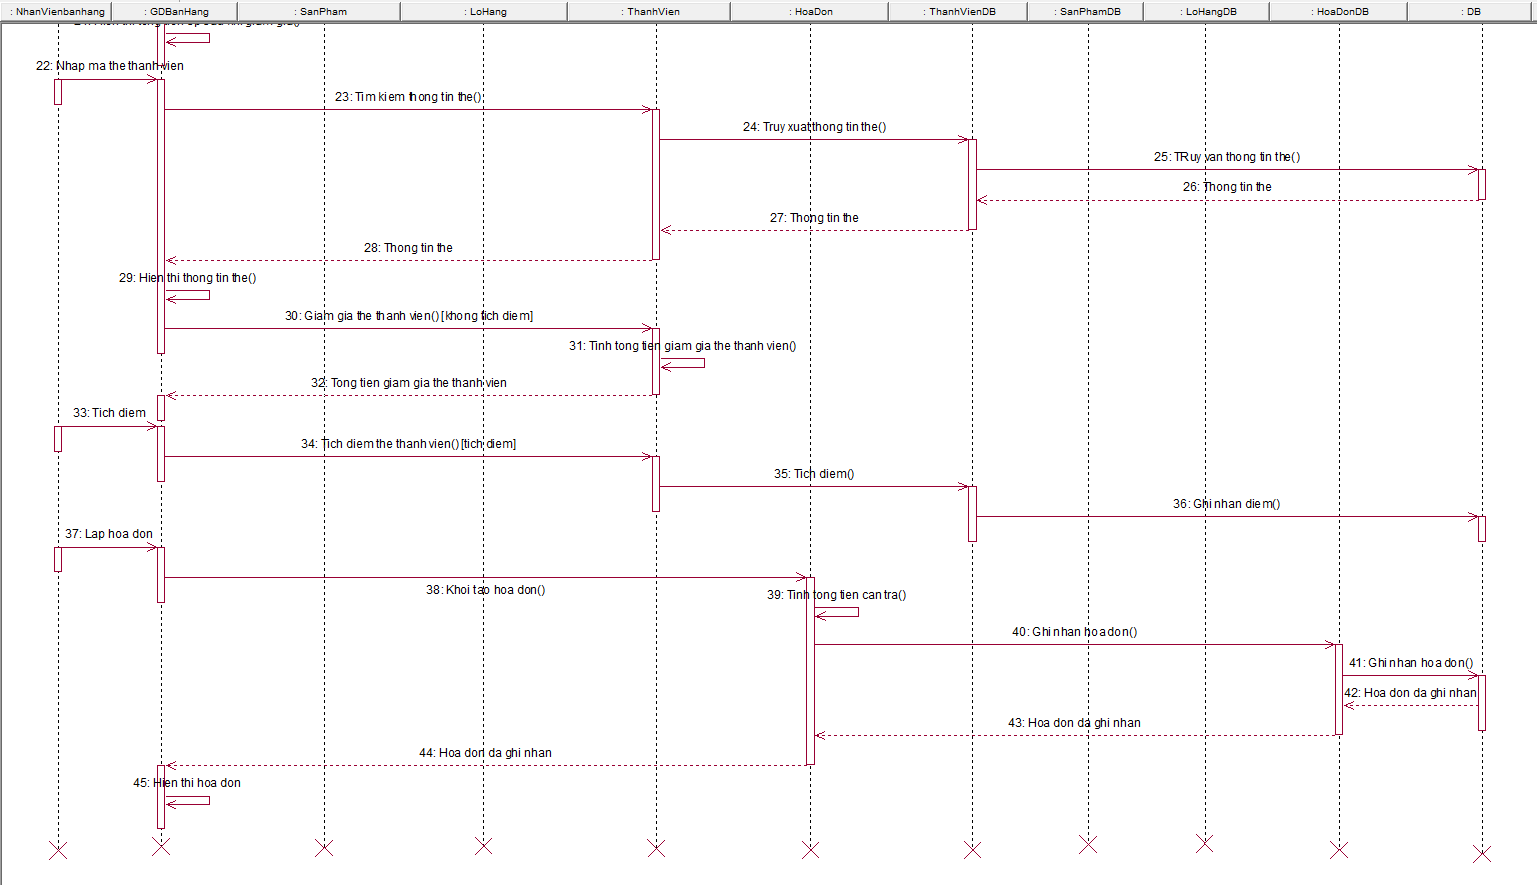 : NhanVienbanhang
: GDBanHang
: SanPham
: LoHang
: ThanhVien
: HoaDon
: ThanhVienDB
: SanPhamDB
: LoHangDB
: HoaDonDB
: DB
22: Nhap ma the thanh vien
23: Tim kiem thong tin the()
24: Truy xuat thong tin the()
25: TRuy van thong tin the()
26: Thong tin the
27: Thong tin the
28: Thong tin the
29: Hien thi thong tin the()
30: Giam gia the thanh vien() [khong tich diem]
31: Tinh tong tien giam gia the thanh vien()
32: Tong tien giam gia the thanh vien
33: Tich diem
34: Tich diem the thanh vien() [tich diem]
35: Tich diem()
36: Ghi nhan diem()
37: Lap hoa don
38: Khoi tao hoa don()
39: Tinh tong tien can tra()
40: Ghi nhan hoa don()
41: Ghi nhan hoa don()
42: Hoa don da ghi nhan
43: Hoa don da ghi nhan
44: Hoa don da ghi nhan
45: Hien thi hoa don